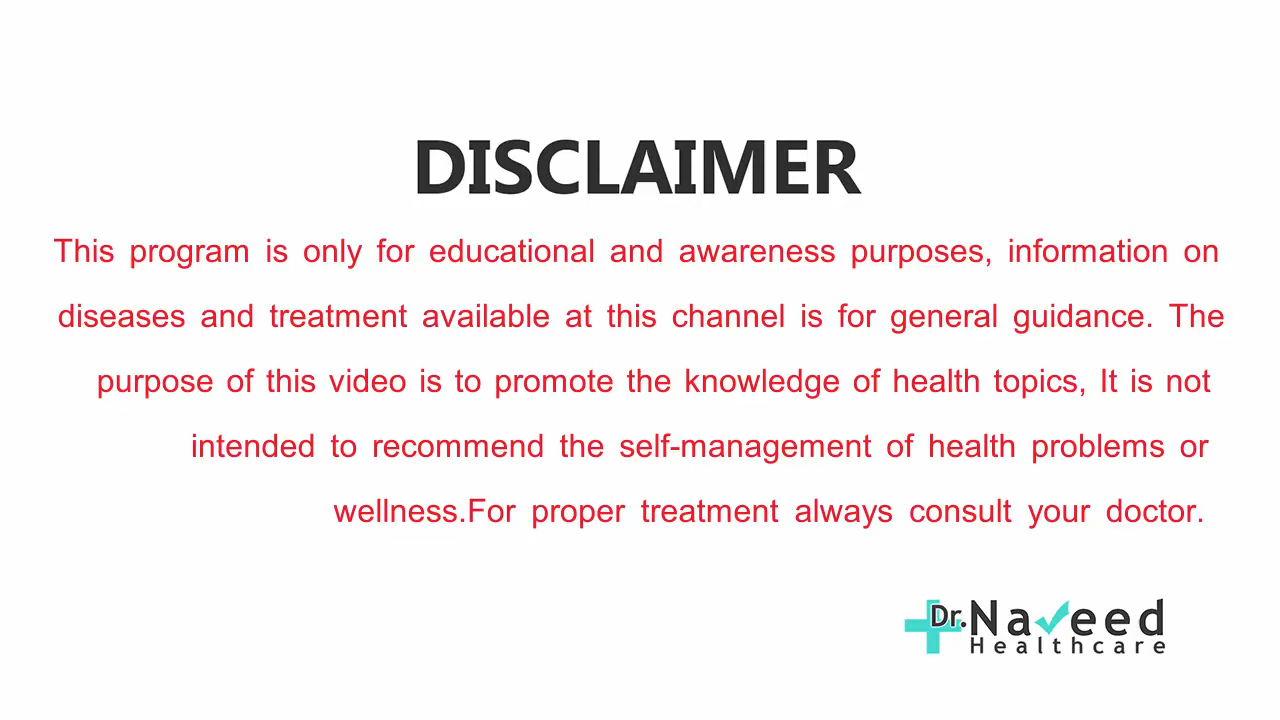 DISCLAIMER
This program is only for educational and awareness purposes, information on
diseases and treatment available at this channel is for general guidance. The
purpose of this video is to promote the knowledge of health topics, It is not
intended to recommend the self-management of health problems or
wellness.For proper treatment always consult your doctor.
Dr.Naveed
Healthcare